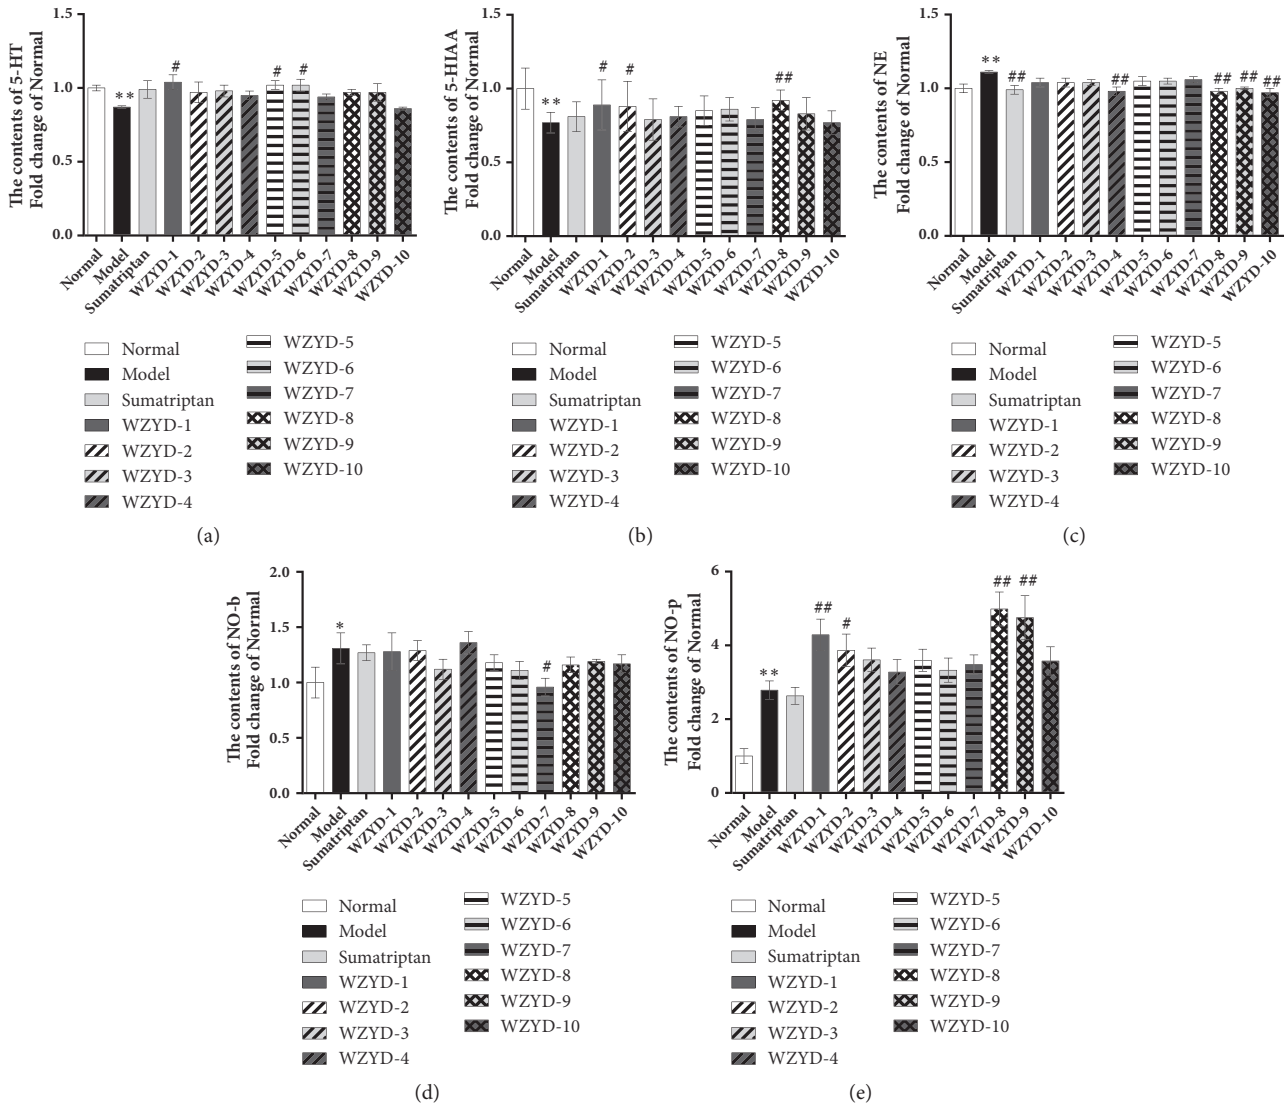 The contents of 5-HT
Fold change of Normal
1.5
1.0
0.5
0.0
**
#
#
#
Normal
Model
Sumatriptan
WZYD-1
WZYD-2
WZYD-3
WZYD-4
WZYD-5
WZYD-6
WZYD-7
WZYD-8
WZYD-9
WZYD-10
Normal
Model
Sumatriptan
WZYD-1
WZYD-2
WZYD-3
WZYD-4
WZYD-5
WZYD-6
WZYD-7
WZYD-8
WZYD-9
WZYD-10
(a)
The contents of 5-HIAA
Fold change of Normal
1.5
1.0
0.5
0.0
**
#
#
##
Normal
Model
Sumatriptan
WZYD-1
WZYD-2
WZYD-3
WZYD-4
WZYD-5
WZYD-6
WZYD-7
WZYD-8
WZYD-9
WZYD-10
Normal
Model
Sumatriptan
WZYD-1
WZYD-2
WZYD-3
WZYD-4
WZYD-5
WZYD-6
WZYD-7
WZYD-8
WZYD-9
WZYD-10
(b)
The contents of NE
Fold change of Normal
1.5
1.0
0.5
0.0
**
##
##
##
##
##
Normal
Model
Sumatriptan
WZYD-1
WZYD-2
WZYD-3
WZYD-4
WZYD-5
WZYD-6
WZYD-7
WZYD-8
WZYD-9
WZYD-10
Normal
Model
Sumatriptan
WZYD-1
WZYD-2
WZYD-3
WZYD-4
WZYD-5
WZYD-6
WZYD-7
WZYD-8
WZYD-9
WZYD-10
(c)
The contents of NO-b
Fold change of Normal
2.0
1.5
1.0
0.5
0.0
*
#
Normal
Model
Sumatriptan
WZYD-1
WZYD-2
WZYD-3
WZYD-4
WZYD-5
WZYD-6
WZYD-7
WZYD-8
WZYD-9
WZYD-10
Normal
Model
Sumatriptan
WZYD-1
WZYD-2
WZYD-3
WZYD-4
WZYD-5
WZYD-6
WZYD-7
WZYD-8
WZYD-9
WZYD-10
(d)
The contents of NO-p
Fold change of Normal
6
4
2
0
**
##
#
##
##
Normal
Model
Sumatriptan
WZYD-1
WZYD-2
WZYD-3
WZYD-4
WZYD-5
WZYD-6
WZYD-7
WZYD-8
WZYD-9
WZYD-10
Normal
Model
Sumatriptan
WZYD-1
WZYD-2
WZYD-3
WZYD-4
WZYD-5
WZYD-6
WZYD-7
WZYD-8
WZYD-9
WZYD-10
(e)